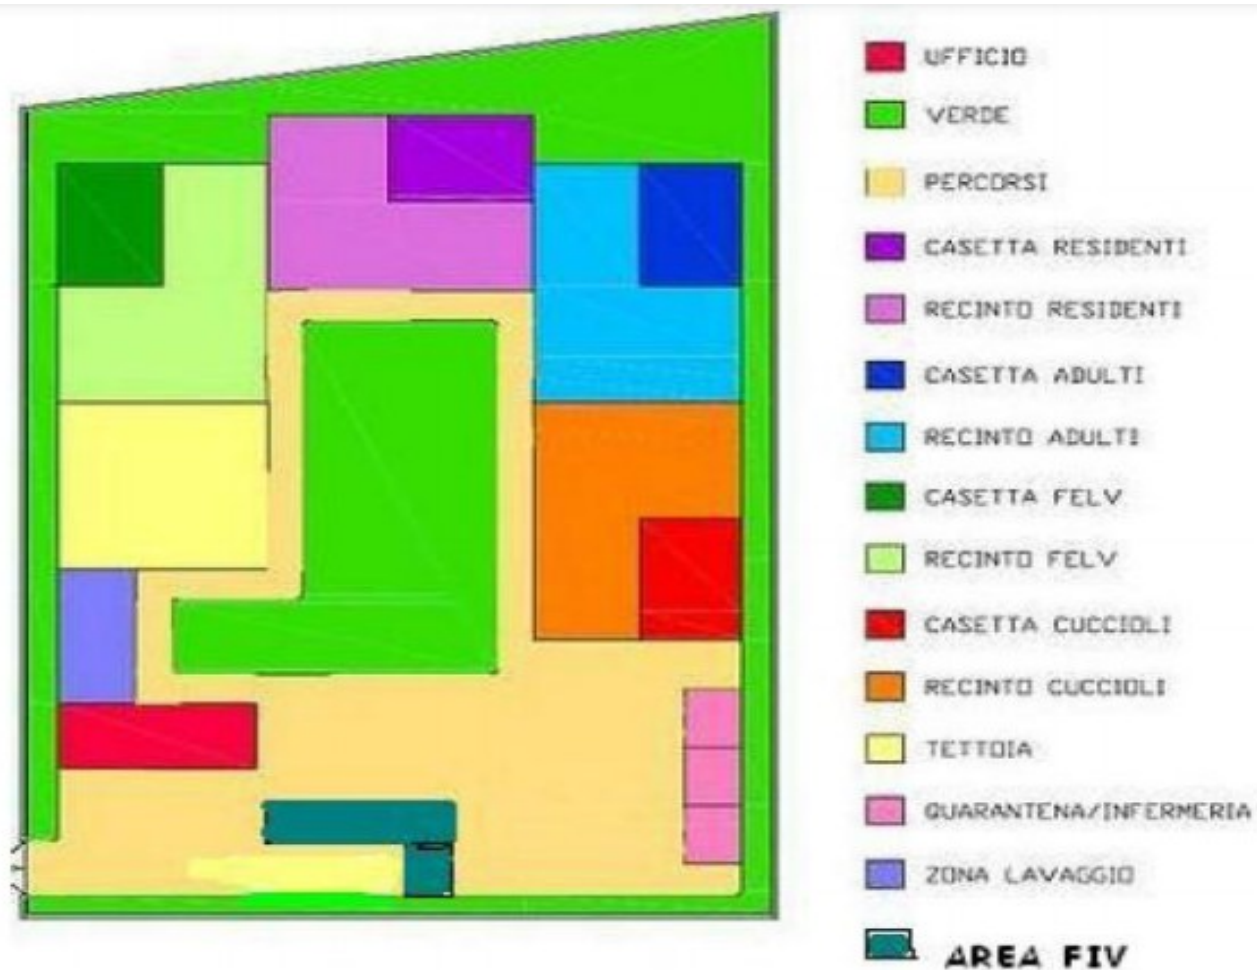 UFFICIO
VERDE
PERCORSI
CASETTA RESIDENTI
RECINTO RESIDENTI
CASETTA ADULTI
RECINTO ADULTI
CASETTA FELV
RECINTO FELV
CASETTA CUCCIOLI
RECINTO CUCCIOLI
TETTOIA
QUARANTENA/INFERMERIA
ZONA LAVAGGIO
AREA FIV